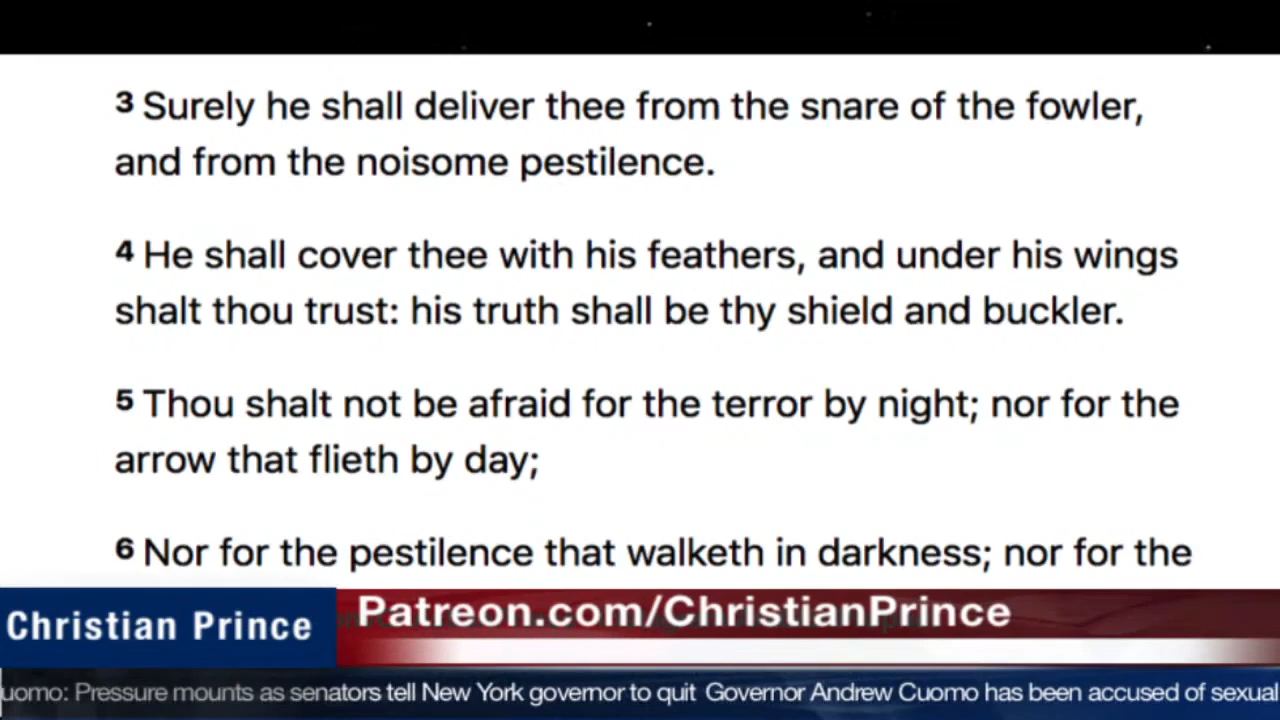 3 Surely he shall deliver thee from the snare of the fowler,
and from the noisome pestilence.
4 He shall cover thee with his feathers, and under his wings
shalt thou trust: his truth shall be thy shield and buckler.
5 Thou shalt not be afraid for the terror by night; nor for the
arrow that flieth by day;
6 Nor for the pestilence that walketh in darkness; nor for the
Christian Prince
Patreon.com/ChristianPrince
uomo: Pressure mounts as senators tell New York governor to quit Governor Andrew Cuomo has been accused of sexual